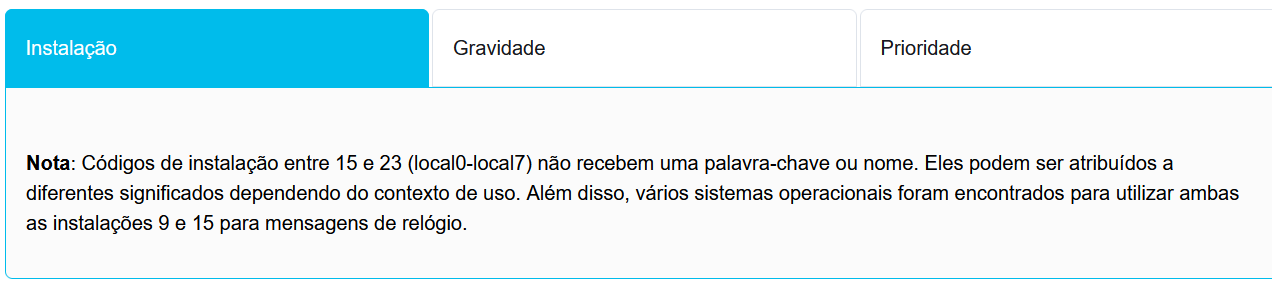 Instalação
Gravidade
Prioridade
Nota: Códigos de instalação entre 15 e 23 (local0-local7) não recebem uma palavra-chave ou nome. Eles podem ser atribuídos a
diferentes significados dependendo do contexto de uso. Além disso, vários sistemas operacionais foram encontrados para utilizar ambas
as instalações 9 e 15 para mensagens de relógio.